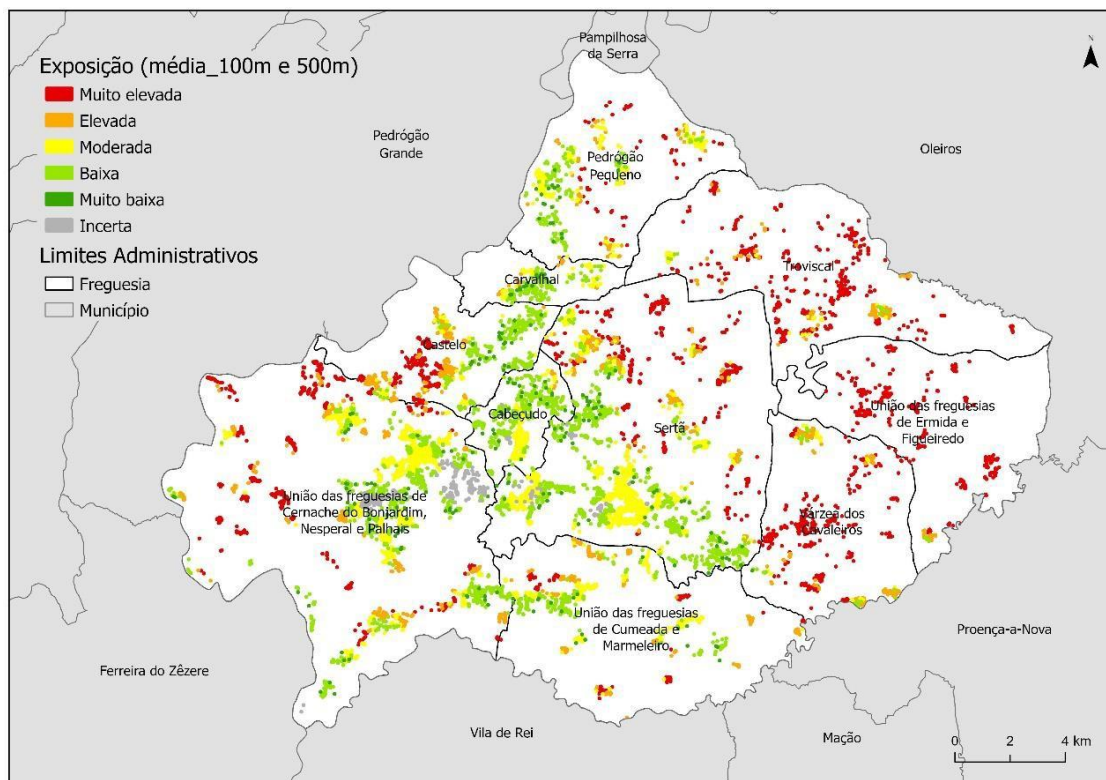 Exposição (média_100m e 500m)
Muito elevada
Elevada
Moderada
Baixa
Muito baixa
Incerta
Limites Administrativos
Freguesia
Município
Pampilhosa
da Serra
N
Pedrógão
Grande
Oleiros
Pedrógão
Pequeno
Troviscal
Carvalhal
Castelo
Cabeçudo
Sertã
União das freguesias
de Ermida e
Figueiredo
União das freguesias de
Cernache do Bonjardim,
Nesperal e Palhais
Várzea dos
Cavaleiros
União das freguesias
de Cumeada e
Marmeleiro
Proença-a-Nova
Ferreira do Zêzere
Vila de Rei
Mação
0 2 4 km